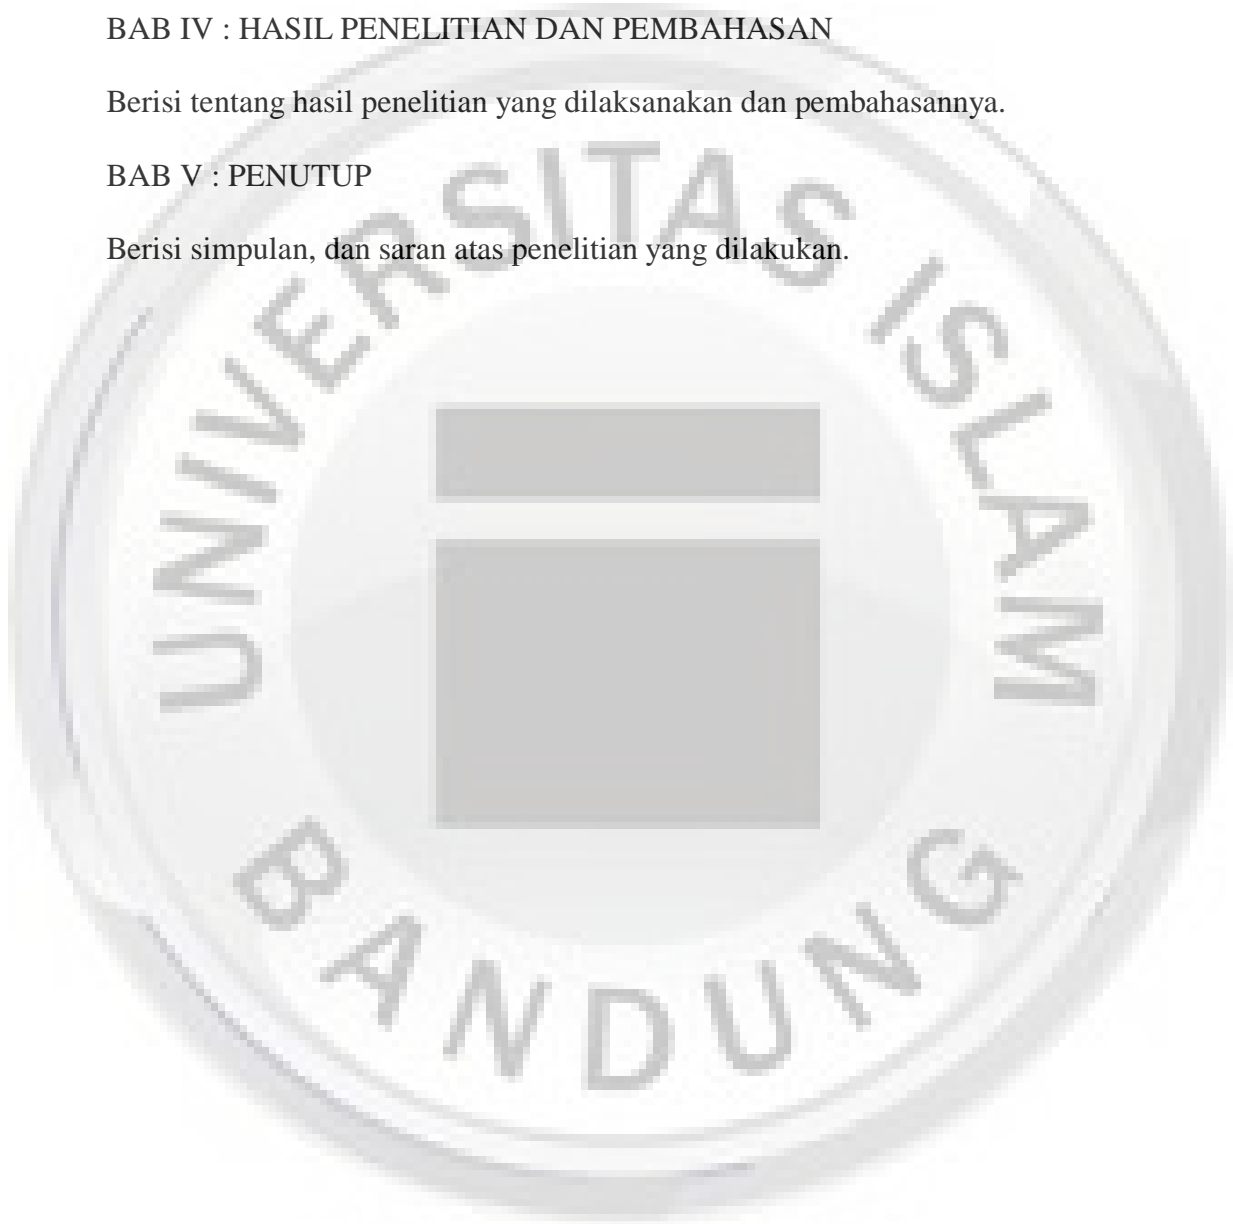 BAB IV : HASIL PENELITIAN DAN PEMBAHASAN
Berisi tentang hasil penelitian yang dilaksanakan dan pembahasannya.
BAB V : PENUTUP
Berisi simpulan, dan saran atas penelitian yang dilakukan.
UNIVERSITAS ISLAM
BANDUNG